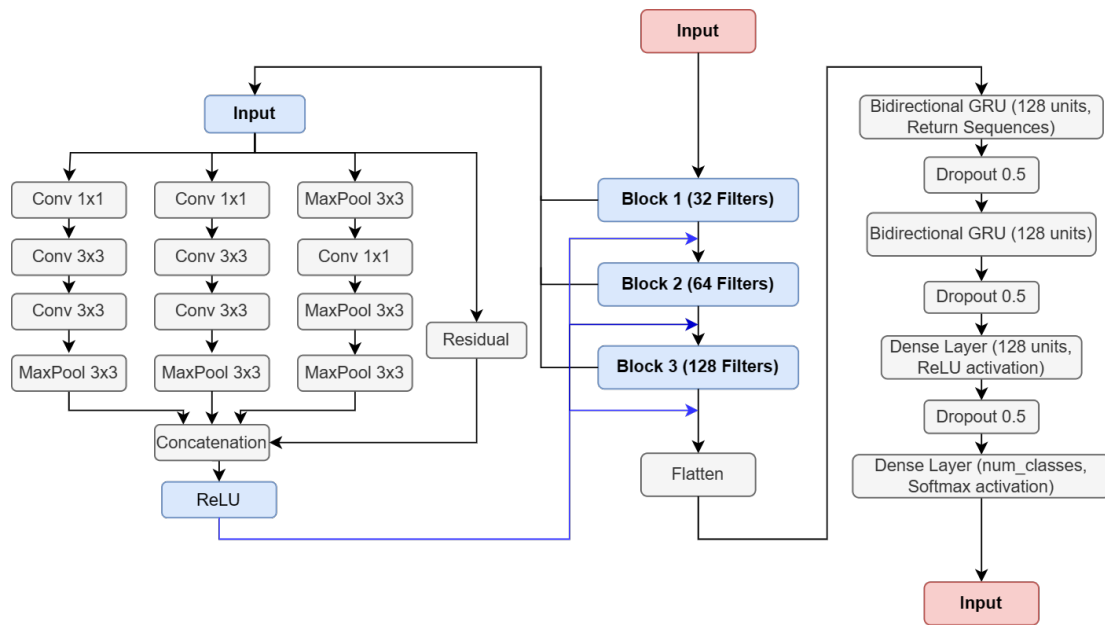 Input
Input
Conv 1x1
Conv 1x1
MaxPool 3x3
Conv 3x3
Conv 3x3
Conv 1x1
Conv 3x3
Conv 3x3
MaxPool 3x3
Residual
MaxPool 3x3
MaxPool 3x3
MaxPool 3x3
Concatenation
ReLU
Block 1 (32 Filters)
Block 2 (64 Filters)
Block 3 (128 Filters)
Flatten
Bidirectional GRU (128 units,
Return Sequences)
Dropout 0.5
Bidirectional GRU (128 units)
Dropout 0.5
Dense Layer (128 units,
ReLU activation)
Dropout 0.5
Dense Layer (num_classes,
Softmax activation)
Input